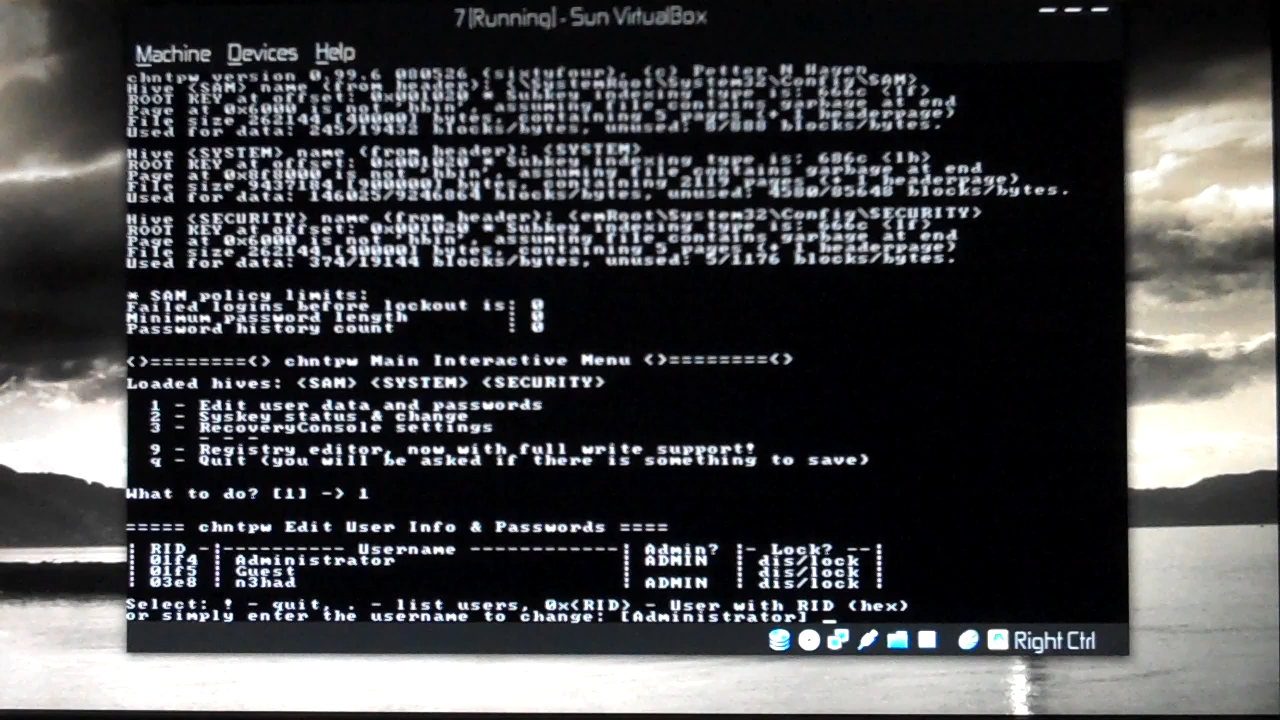 7 [Running] - Sun VirtualBox
Machine Devices Help
chntpw version 0.99.6 080526 (sixtyfour), (c) Petter N Hagen
Hive <SAM> name (from header): <\SystemRoot\System32\Config\SAM>
ROOT KEY at offset: 0x001020 * Subkey indexing type is: 666c <lf>
Page at 0x6000 is not 'hbin', assuming file contains garbage at end
File size 262144 [40000] bytes, containing 5 pages (+ 1 headerpage)
Used for data: 245/19432 blocks/bytes, unused: 8/888 blocks/bytes.
Hive <SYSTEM> name (from header): <SYSTEM>
ROOT KEY at offset: 0x001020 * Subkey indexing type is: 686c <lh>
Page at 0x8f8000 is not 'hbin', assuming file contains garbage at end
File size 9437184 [900000] bytes, containing 2119 pages (+ 1 headerpage)
Used for data: 146025/9246864 blocks/bytes, unused: 4580/85648 blocks/bytes.
Hive <SECURITY> name (from header): <emRoot\System32\Config\SECURITY>
ROOT KEY at offset: 0x001020 * Subkey indexing type is: 666c <lf>
Page at 0x6000 is not 'hbin', assuming file contains garbage at end
File size 262144 [40000] bytes, containing 5 pages (+ 1 headerpage)
Used for data: 374/19144 blocks/bytes, unused: 5/1176 blocks/bytes.
* SAM policy limits:
Failed logins before lockout is: 0
Minimum password length : 0
Password history count : 0
<>========<> chntpw Main Interactive Menu <>========<>
Loaded hives: <SAM> <SYSTEM> <SECURITY>
1 - Edit user data and passwords
2 - Syskey status & change
3 - RecoveryConsole settings
- - -
9 - Registry editor, now with full write support!
q - Quit (you will be asked if there is something to save)
What to do? [1] -> 1
===== chntpw Edit User Info & Passwords ====
| RID -|---------- Username ------------| Admin? |- Lock? --|
| 01f4 | Administrator | ADMIN | dis/lock |
| 01f5 | Guest | | dis/lock |
| 03e8 | n3had | ADMIN | dis/lock |
Select: ! - quit, . - list users, 0x<RID> - User with RID (hex)
or simply enter the username to change: [Administrator] _
Right Ctrl